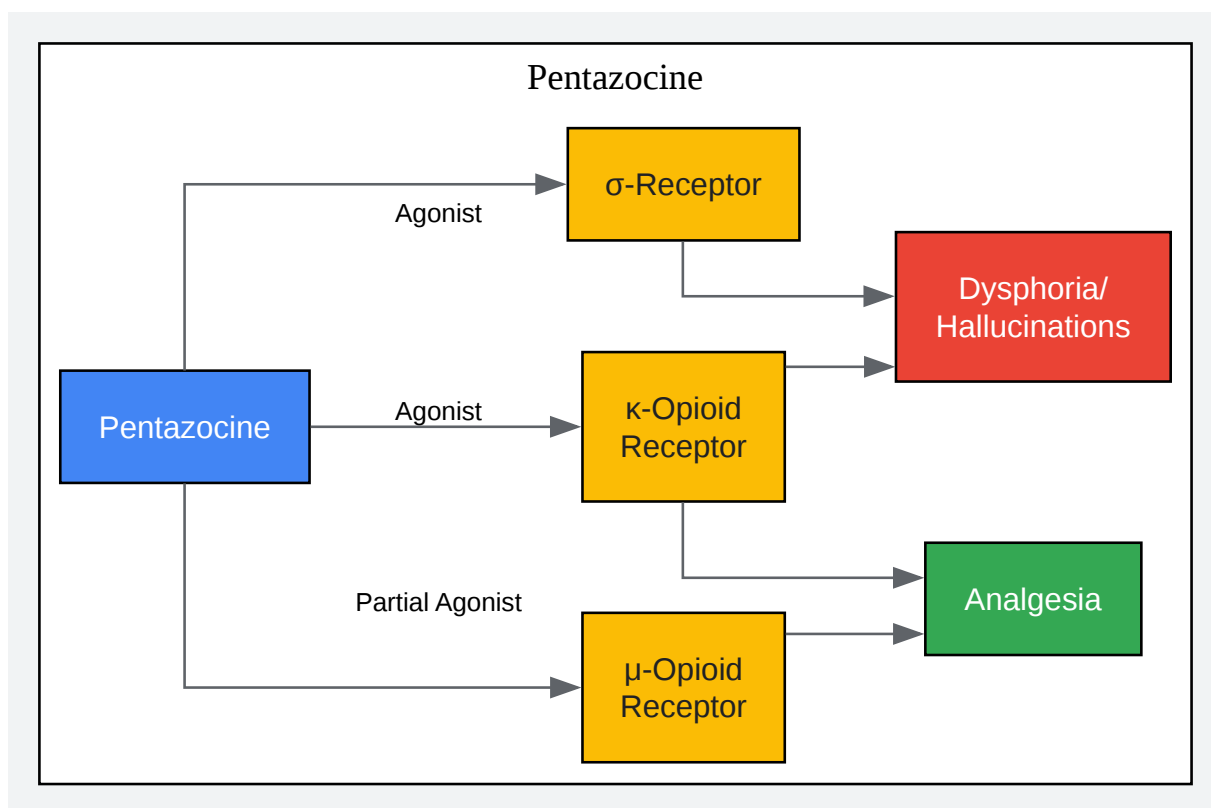 Pentazocine
σ-Receptor
Agonist
Dysphoria/
Hallucinations
Pentazocine
Agonist
κ-Opioid
Receptor
Partial Agonist
Analgesia
μ-Opioid
Receptor